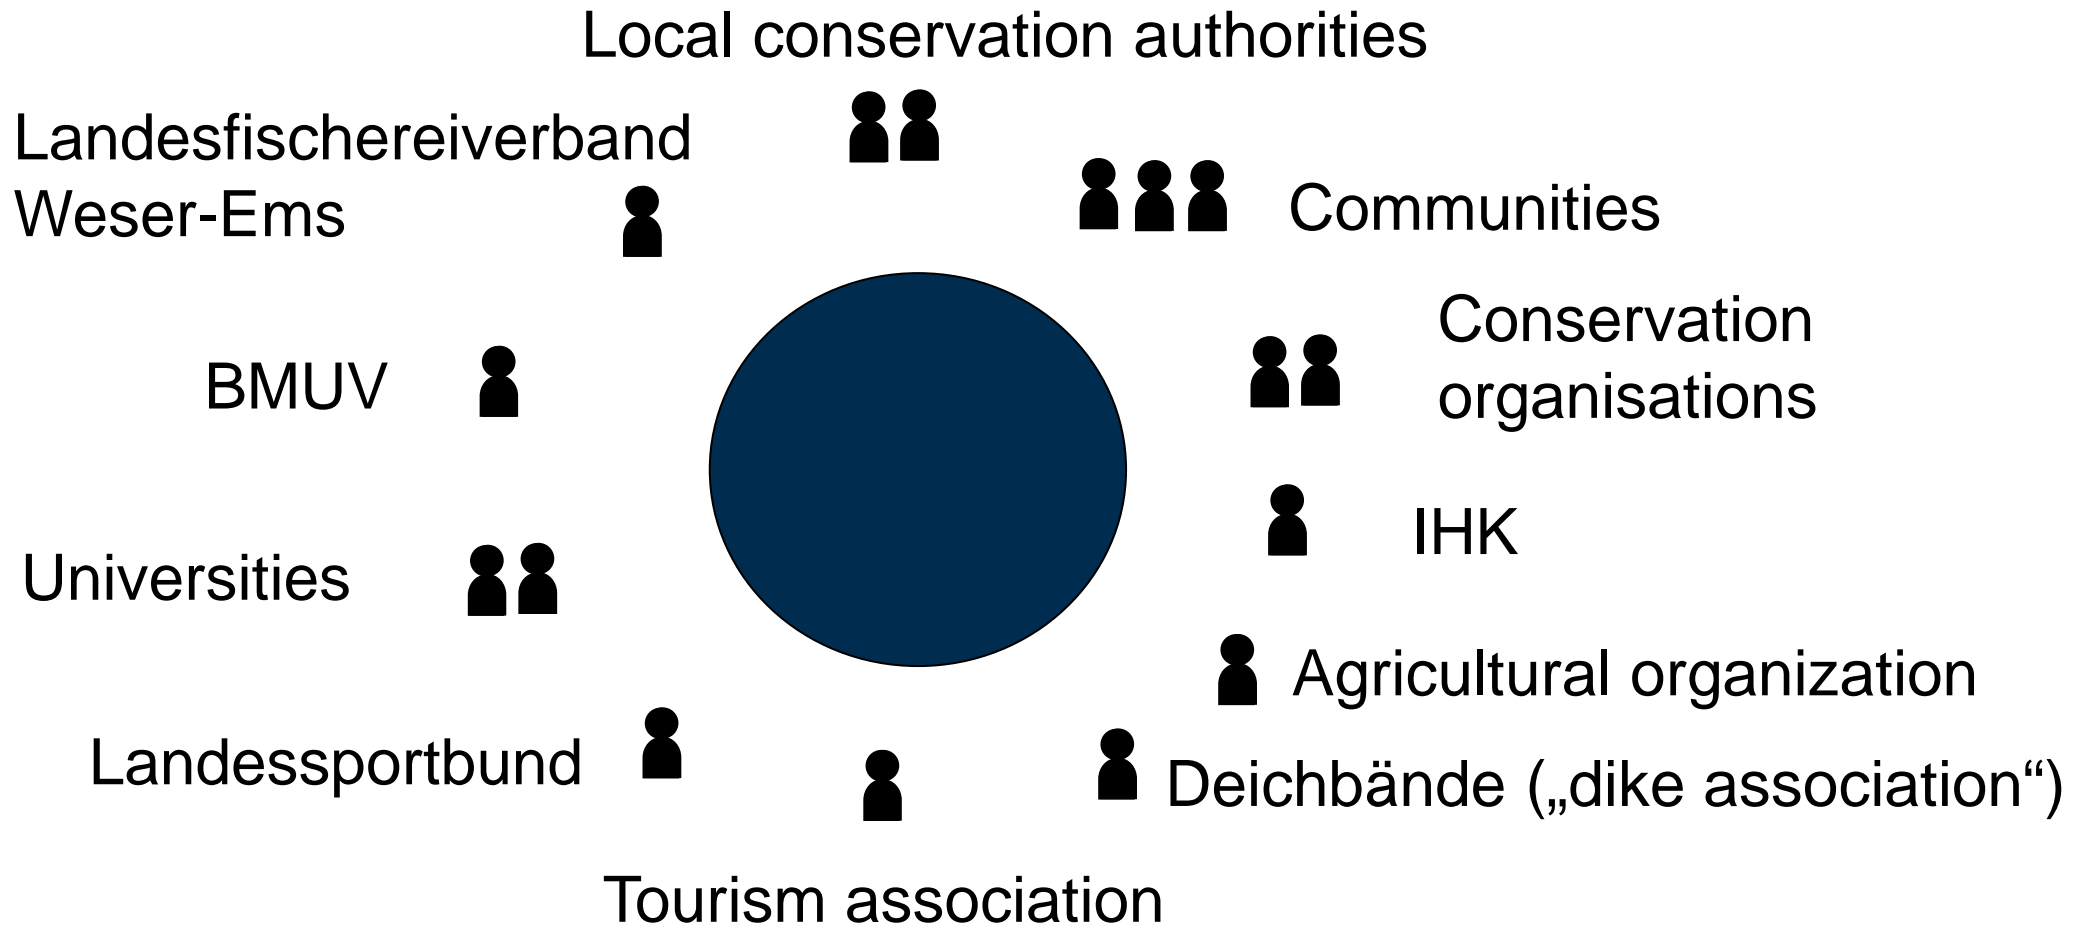 Local conservation authorities
Landesfischereiverband
Weser-Ems
Communities
Conservation
organisations
BMUV
IHK
Universities
Agricultural organization
Landessportbund
Deichbände („dike association“)
Tourism association